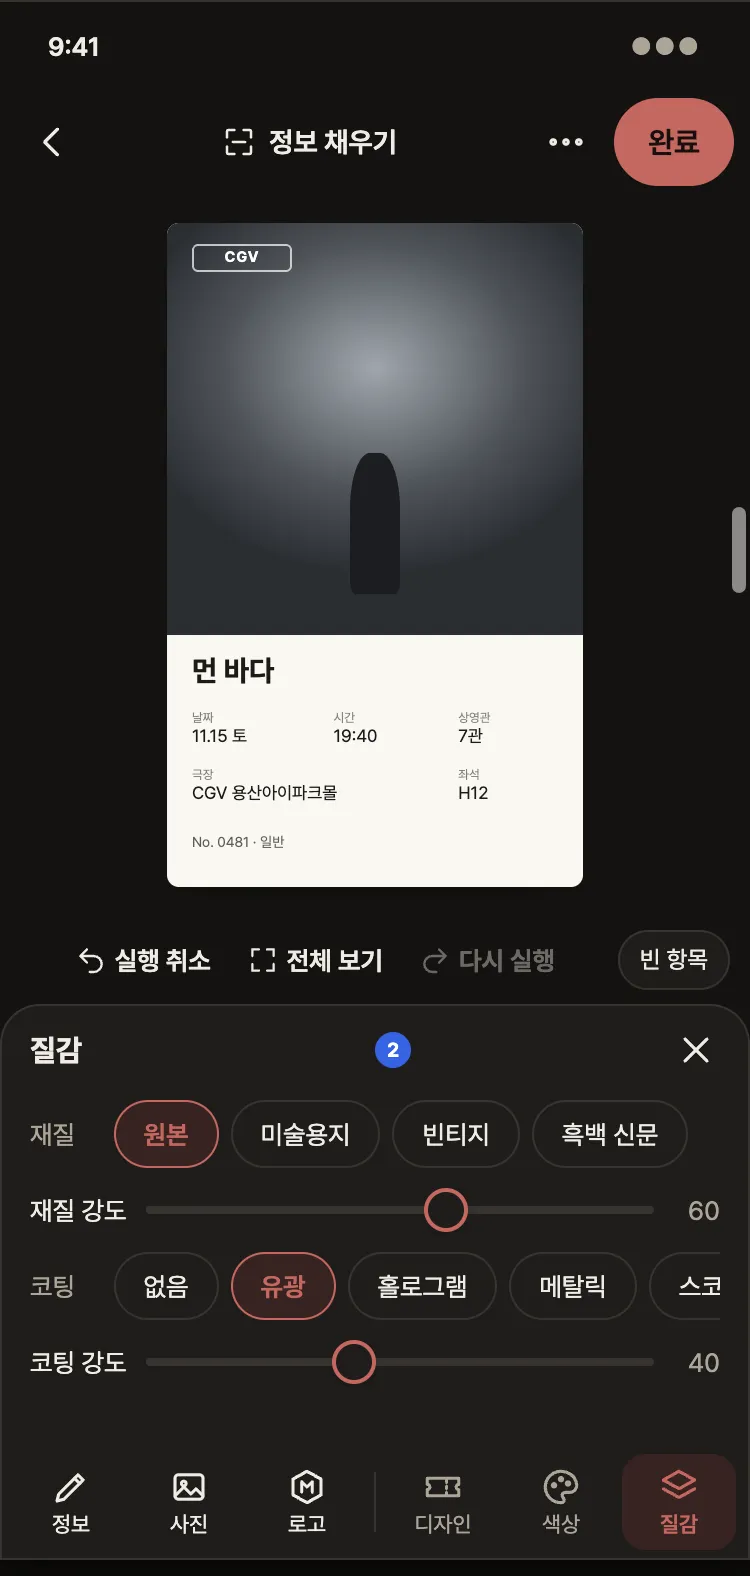 9:41
정보 채우기
완료
CGV
먼 바다
날짜 시간 상영관
11.15 토 19:40 7관
극장 좌석
CGV 용산아이파크몰 H12
No. 0481 · 일반
실행 취소 전체 보기 다시 실행 빈 항목
질감 2
재질 원본 미술용지 빈티지 흑백 신문
재질 강도 60
코팅 없음 유광 홀로그램 메탈릭 스코
코팅 강도 40
정보 사진 로고 디자인 색상 질감